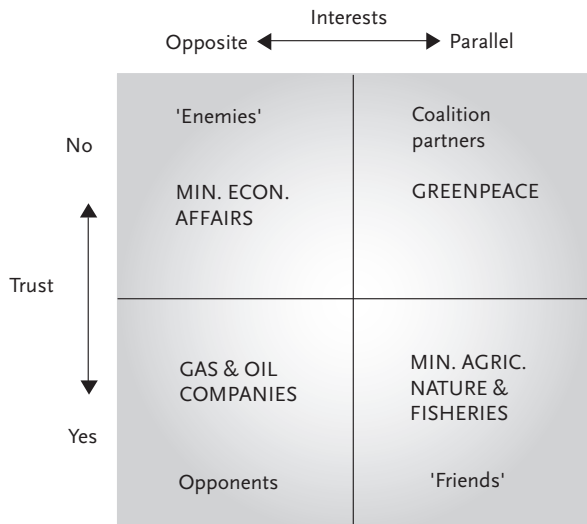 Interests
Opposite
Parallel
'Enemies'
Coalition
partners
No
MIN. ECON.
AFFAIRS
GREENPEACE
Trust
GAS & OIL
COMPANIES
MIN. AGRIC.
NATURE &
FISHERIES
Yes
Opponents
'Friends'